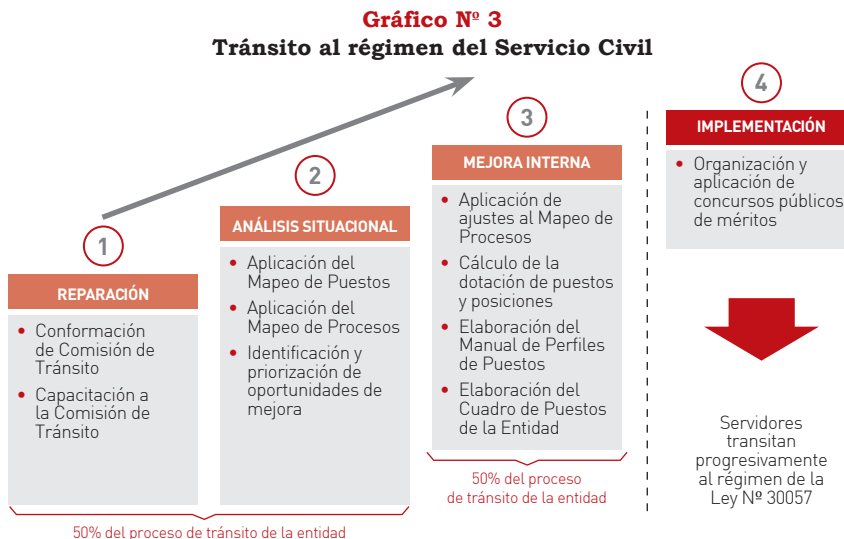 Gráfico Nº 3
Tránsito al régimen del Servicio Civil
1
REPARACIÓN
• Conformación
de Comisión de
Tránsito
• Capacitación a
la Comisión de
Tránsito
2
ANÁLISIS SITUACIONAL
• Aplicación del
Mapeo de Puestos
• Aplicación del
Mapeo de Procesos
• Identificación y
priorización de
oportunidades de
mejora
50% del proceso de tránsito de la entidad
3
MEJORA INTERNA
• Aplicación de
ajustes al Mapeo de
Procesos
• Cálculo de la
dotación de puestos
y posiciones
• Elaboración del
Manual de Perfiles
de Puestos
• Elaboración del
Cuadro de Puestos
de la Entidad
50% del proceso
de tránsito de la entidad
4
IMPLEMENTACIÓN
• Organización y
aplicación de
concursos públicos
de méritos
Servidores
transitan
progresivamente
al régimen de la
Ley Nº 30057